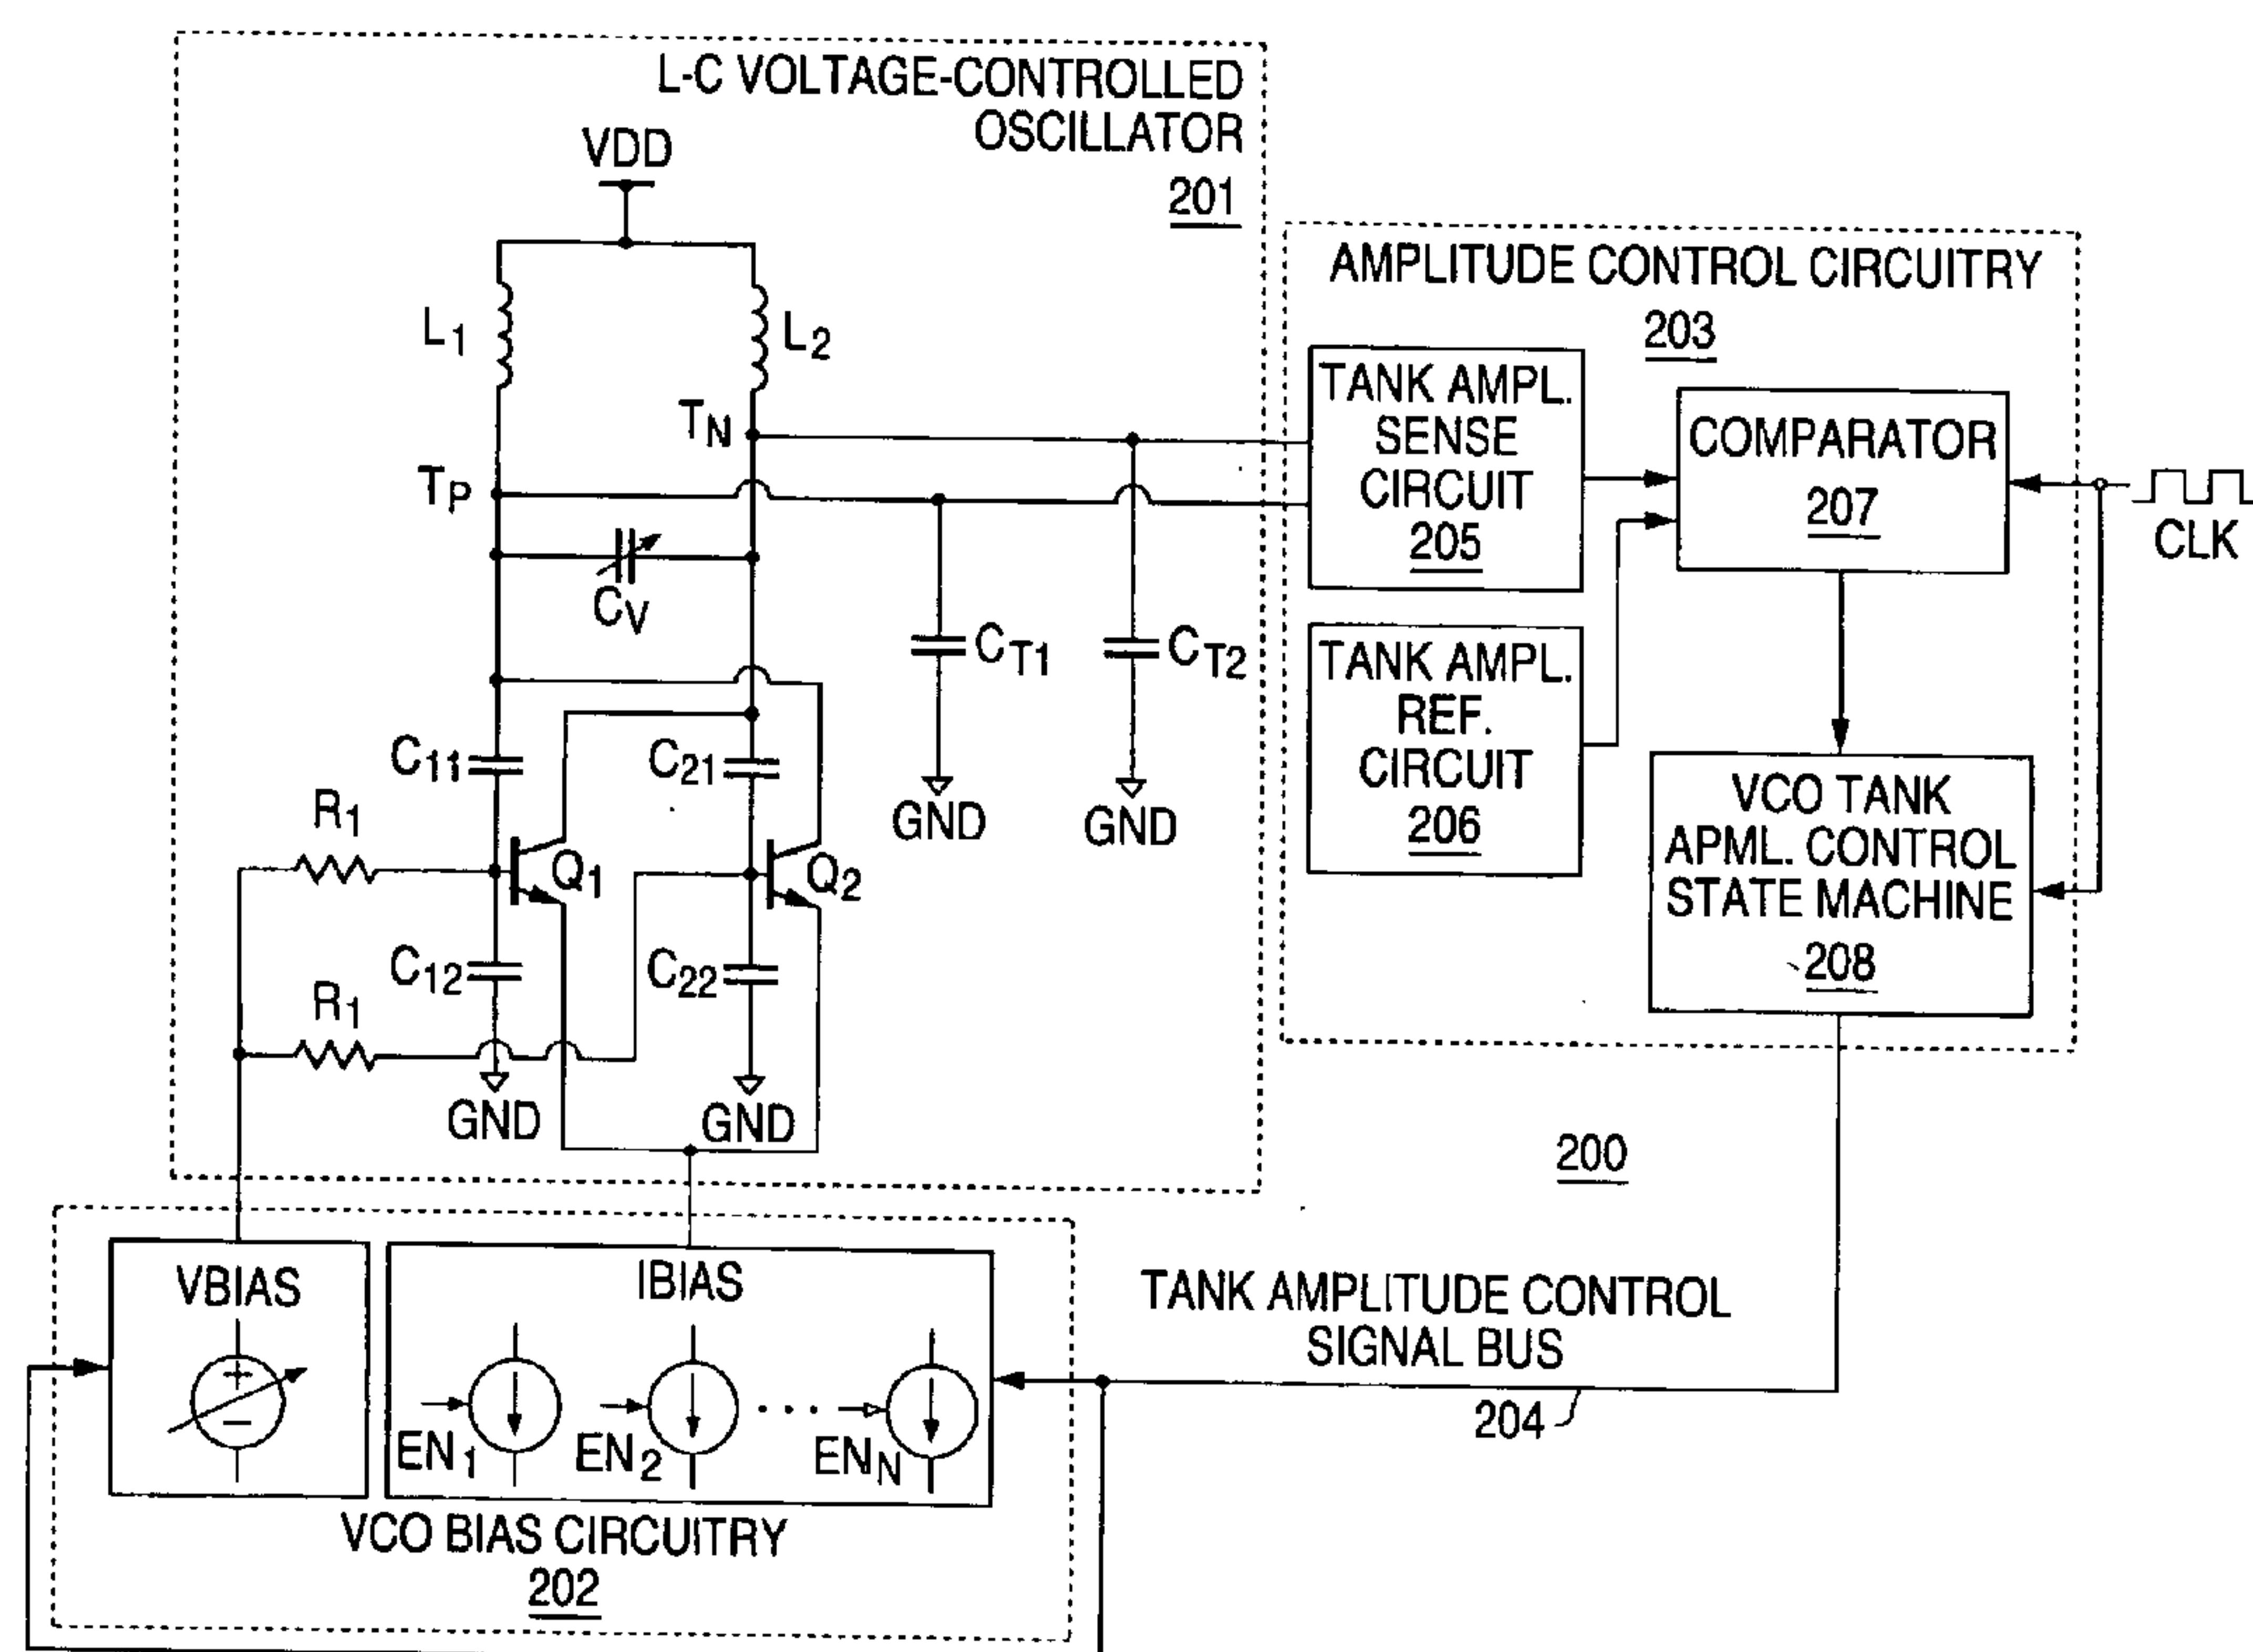 L-C VOLTAGE-CONTROLLED
OSCILLATOR
201
VDD
L1
L2
TN
TP
CV
CT1
CT2
GND
GND
C11
C21
R1
Q1
Q2
C12
C22
R1
GND
GND
AMPLITUDE CONTROL CIRCUITRY
203
TANK AMPL.
SENSE
CIRCUIT
205
COMPARATOR
207
CLK
TANK AMPL.
REF.
CIRCUIT
206
VCO TANK
APML. CONTROL
STATE MACHINE
208
200
VBIAS
+
−
IBIAS
EN1
EN2
• • •
ENN
VCO BIAS CIRCUITRY
202
TANK AMPLITUDE CONTROL
SIGNAL BUS
204